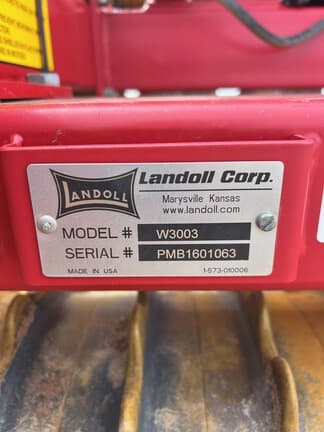 LANDOLL
Landoll Corp.
Marysville Kansas
www.landoll.com
MODEL # W3003
SERIAL # PMB1601063
MADE IN USA 1-573-010006